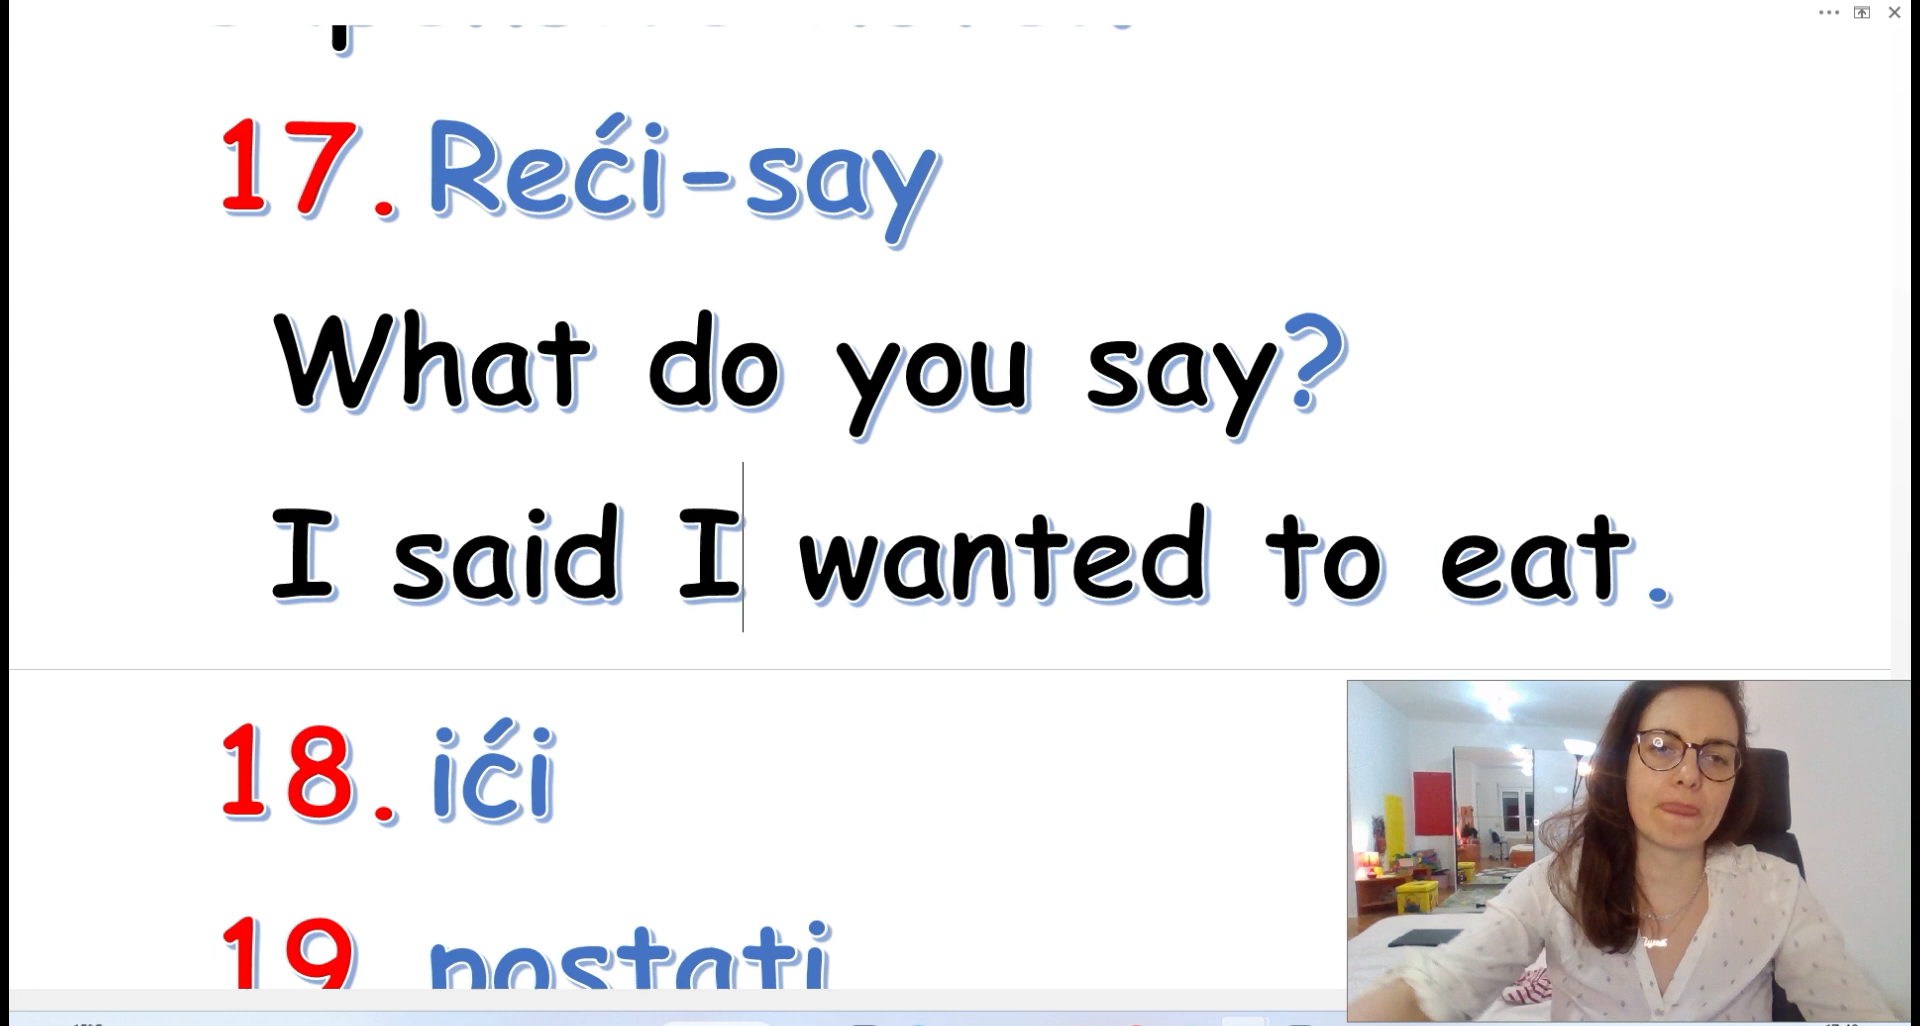 17. Reći-say
What do you say?
I said I wanted to eat.
18. ići
19 postati